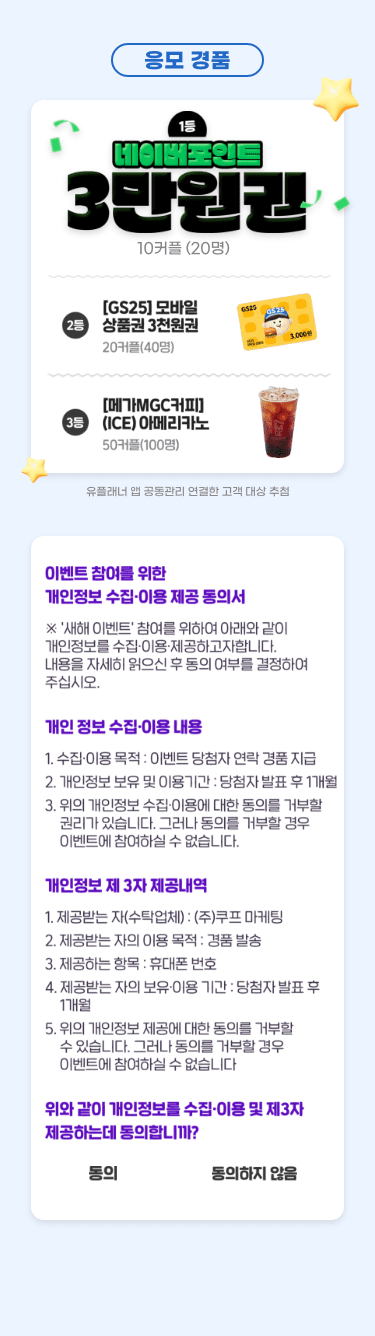 응모 경품
1등
네이버포인트
3만원권
10커플 (20명)
2등
[GS25] 모바일
상품권 3천원권
20커플(40명)
GS25
GS25
3,000원
3등
[메가MGC커피]
(ICE) 아메리카노
50커플(100명)
유플래너 앱 공동관리 연결한 고객 대상 추첨
이벤트 참여를 위한
개인정보 수집·이용 제공 동의서
※ '새해 이벤트' 참여를 위하여 아래와 같이
개인정보를 수집·이용·제공하고자합니다.
내용을 자세히 읽으신 후 동의 여부를 결정하여
주십시오.
개인 정보 수집·이용 내용
1. 수집·이용 목적 : 이벤트 당첨자 연락 경품 지급
2. 개인정보 보유 및 이용기간 : 당첨자 발표 후 1개월
3. 위의 개인정보 수집·이용에 대한 동의를 거부할
권리가 있습니다. 그러나 동의를 거부할 경우
이벤트에 참여하실 수 없습니다.
개인정보 제 3자 제공내역
1. 제공받는 자(수탁업체) : (주)쿠프 마케팅
2. 제공받는 자의 이용 목적 : 경품 발송
3. 제공하는 항목 : 휴대폰 번호
4. 제공받는 자의 보유·이용 기간 : 당첨자 발표 후
1개월
5. 위의 개인정보 제공에 대한 동의를 거부할
수 있습니다. 그러나 동의를 거부할 경우
이벤트에 참여하실 수 없습니다
위와 같이 개인정보를 수집·이용 및 제3자
제공하는데 동의합니까?
동의
동의하지 않음